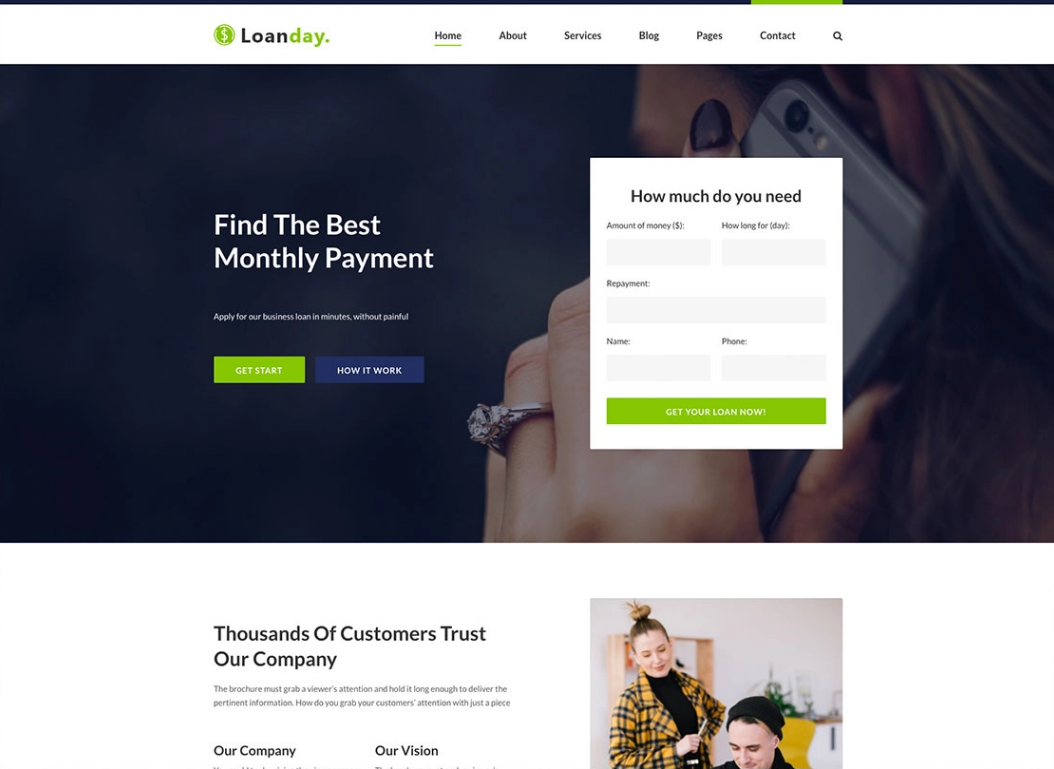 Loanday.
Home About Services Blog Pages Contact
Find The Best
Monthly Payment
Apply for our business loan in minutes, without painful
GET START HOW IT WORK
How much do you need
Amount of money ($): How long for (day):
Repayment:
Name: Phone:
GET YOUR LOAN NOW!
Thousands Of Customers Trust
Our Company
The brochure must grab a viewer's attention and hold it long enough to deliver the
pertinent information. How do you grab your customers' attention with just a piece
Our Company Our Vision